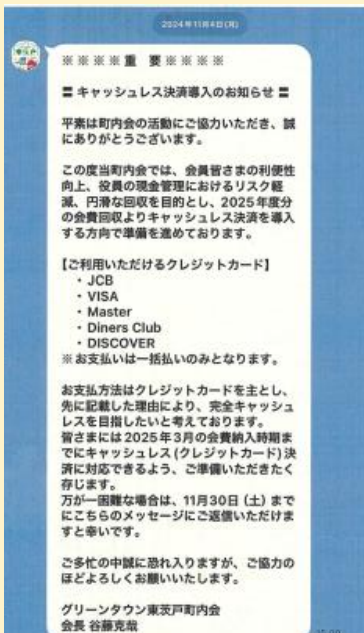 2024年11月4日(月)
※※※※重 要※※※※
〓 キャッシュレス決済導入のお知らせ 〓
平素は町内会の活動にご協力いただき、誠
にありがとうございます。
この度当町内会では、会員皆さまの利便性
向上、役員の現金管理におけるリスク軽
減、円滑な回収を目的とし、2025年度分
の会費回収よりキャッシュレス決済を導入
する方向で準備を進めております。
【ご利用いただけるクレジットカード】
・JCB
・VISA
・Master
・Diners Club
・DISCOVER
※お支払いは一括払いのみとなります。
お支払方法はクレジットカードを主とし、
先に記載した理由により、完全キャッシュ
レスを目指したいと考えております。
皆さまには2025年3月の会費納入時期ま
でにキャッシュレス(クレジットカード)決
済に対応できるよう、ご準備いただきたく
存じます。
万が一困難な場合は、11月30日(土)まで
にこちらのメッセージにご返信いただけま
すと幸いです。
ご多忙の中誠に恐れ入りますが、ご協力の
ほどよろしくお願いいたします。
グリーンタウン東茨戸町内会
会長 谷藤克哉